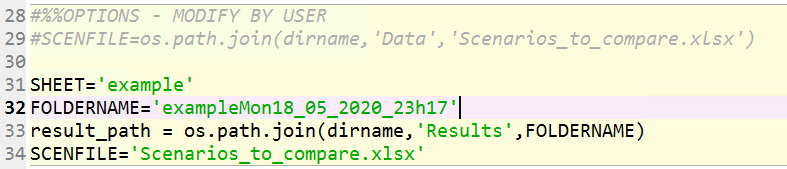 28 #%%OPTIONS - MODIFY BY USER
29 #SCENFILE=os.path.join(dirname,'Data','Scenarios_to_compare.xlsx')
30
31 SHEET='example'
32 FOLDERNAME='exampleMon18_05_2020_23h17'
33 result_path = os.path.join(dirname,'Results',FOLDERNAME)
34 SCENFILE='Scenarios_to_compare.xlsx'